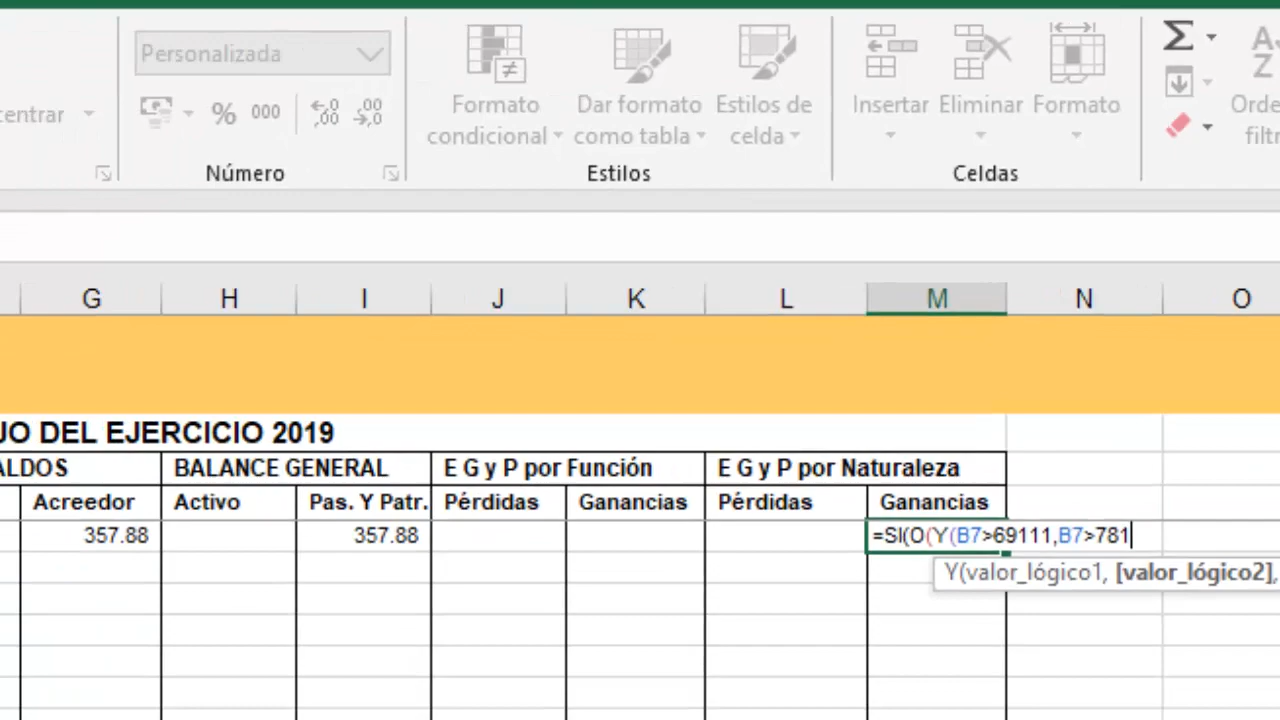 Personalizada
centrar
% 000
Formato condicional
Dar formato como tabla
Estilos de celda
Insertar
Eliminar
Formato
Σ
A
Z
Orde
filtr
Número
Estilos
Celdas
G H I J K L M N O
JO DEL EJERCICIO 2019
ALDOS BALANCE GENERAL E G y P por Función E G y P por Naturaleza
Acreedor Activo Pas. Y Patr. Pérdidas Ganancias Pérdidas Ganancias
357.88 357.88 =SI(O(Y(B7>69111,B7>781
Y(valor_lógico1, [valor_lógico2],